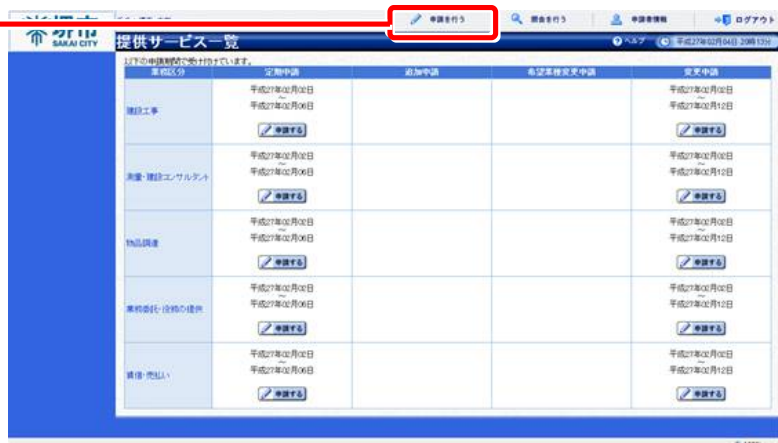 申請を行う 照会を行う 申請者情報 ログアウト
堺市
SAKAI CITY
提供サービス一覧
ヘルプ 平成27年02月04日 20時13分
以下の申請期間で受け付けています。
業務区分 定期申請 追加申請 希望業種変更申請 変更申請
建設工事
平成27年02月02日
～
平成27年02月06日
申請する
平成27年02月02日
～
平成27年02月12日
申請する
測量・建設コンサルタント
平成27年02月02日
～
平成27年02月06日
申請する
平成27年02月02日
～
平成27年02月12日
申請する
物品調達
平成27年02月02日
～
平成27年02月06日
申請する
平成27年02月02日
～
平成27年02月12日
申請する
業務委託・役務の提供
平成27年02月02日
～
平成27年02月06日
申請する
平成27年02月02日
～
平成27年02月12日
申請する
賃借・売払い
平成27年02月02日
～
平成27年02月06日
申請する
平成27年02月02日
～
平成27年02月12日
申請する